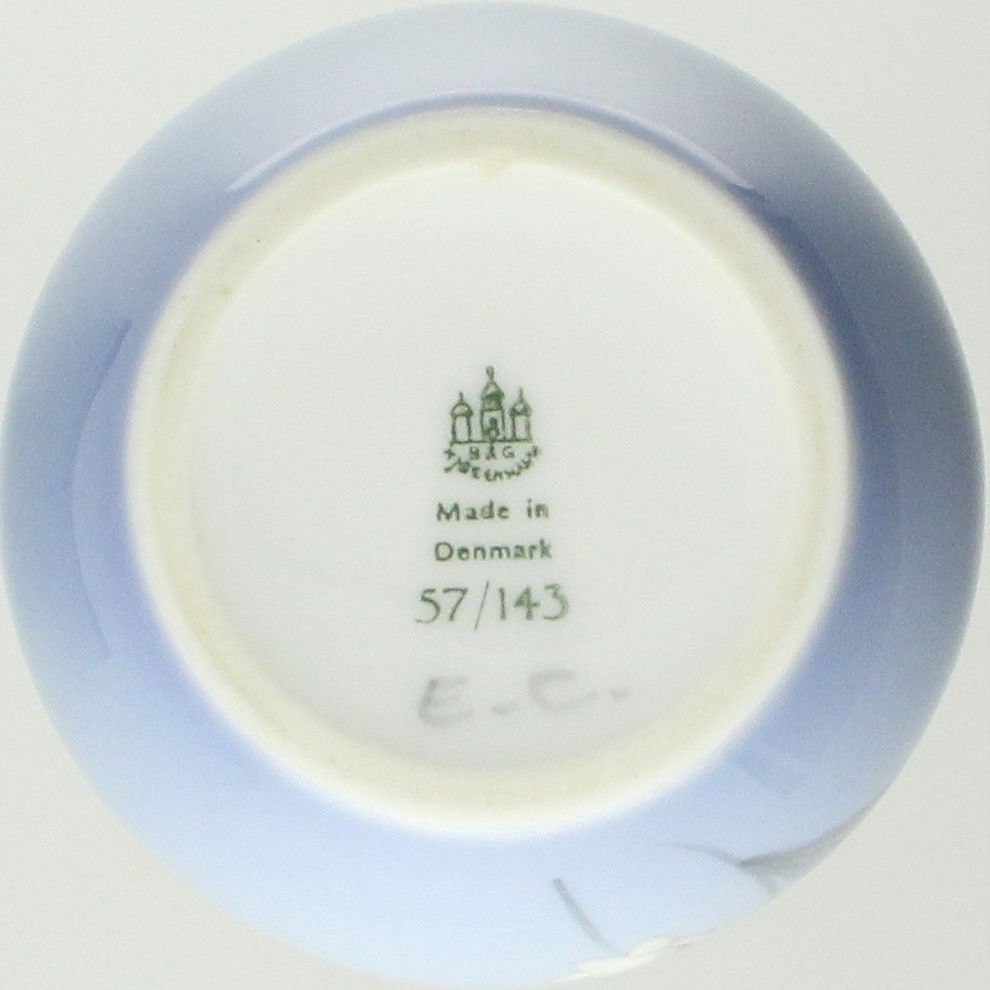 B & G
Made in
Denmark
57/143
E.C.